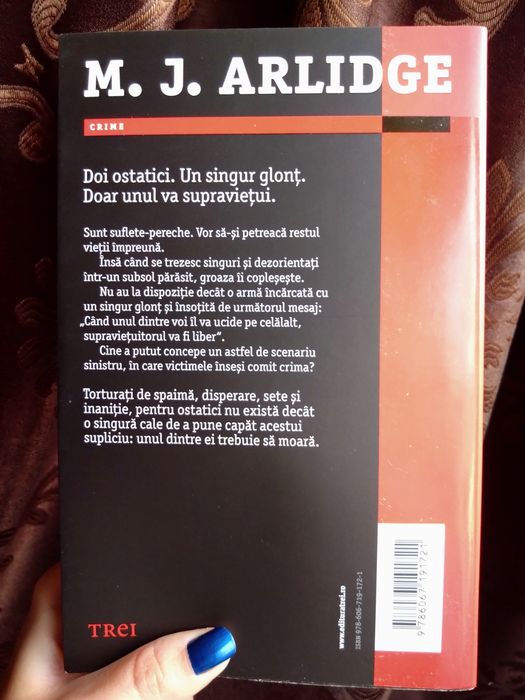 M. J. ARLIDGE
CRIME
Doi ostatici. Un singur glonț.
Doar unul va supraviețui.
Sunt suflete-pereche. Vor să-și petreacă restul
vieții împreună.
Însă când se trezesc singuri și dezorientați
într-un subsol părăsit, groaza îi copleșește.
Nu au la dispoziție decât o armă încărcată cu
un singur glonț și însoțită de următorul mesaj:
„Când unul dintre voi îl va ucide pe celălalt,
supraviețuitorul va fi liber”.
Cine a putut concepe un astfel de scenariu
sinistru, în care victimele înseși comit crima?
Torturați de spaimă, disperare, sete și
inaniție, pentru ostatici nu există decât
o singură cale de a pune capăt acestui
supliciu: unul dintre ei trebuie să moară.
TREI
www.edituratrei.ro
ISBN 978-606-719-172-1
9 786067 191721